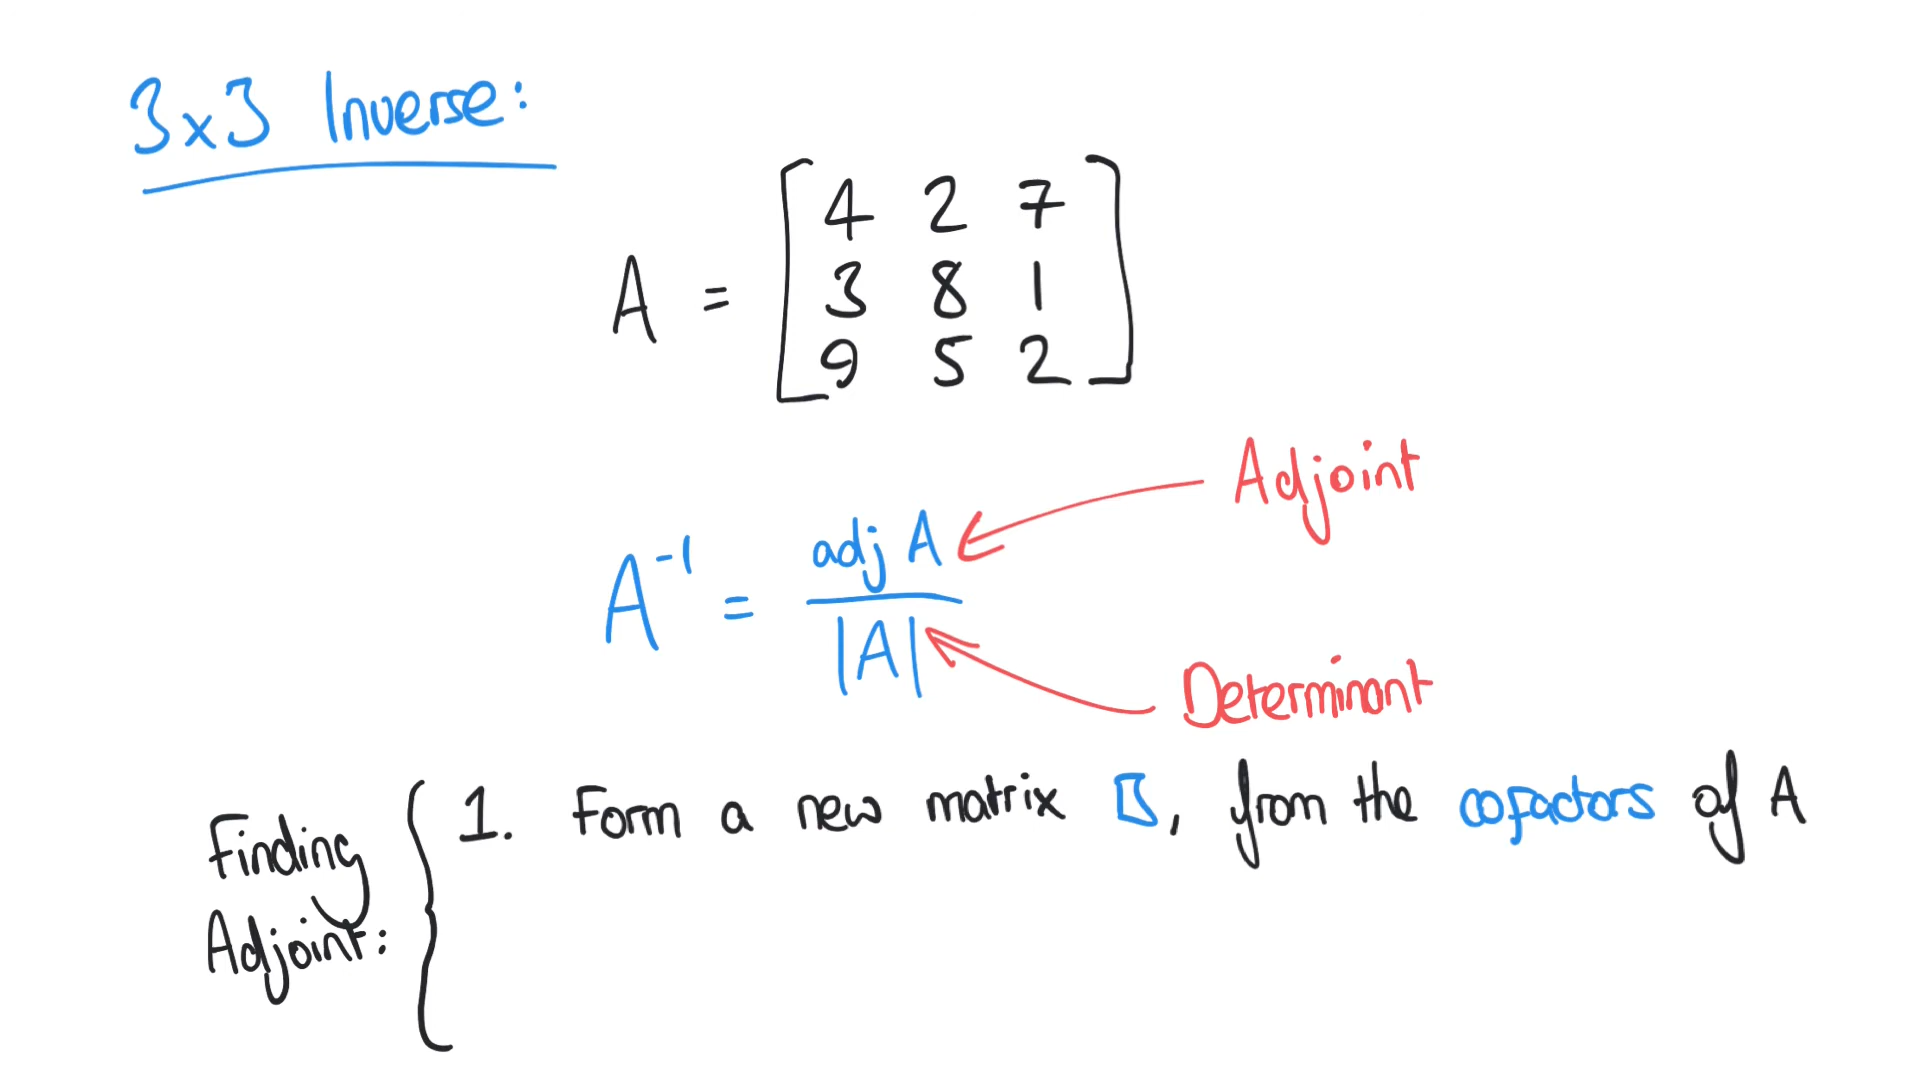 3x3 Inverse:
A = [4 2 7
3 8 1
9 5 2]
Adjoint
A⁻¹ = adj A
|A|
Determinant
Finding Adjoint:
1. Form a new matrix B, from the cofactors of A